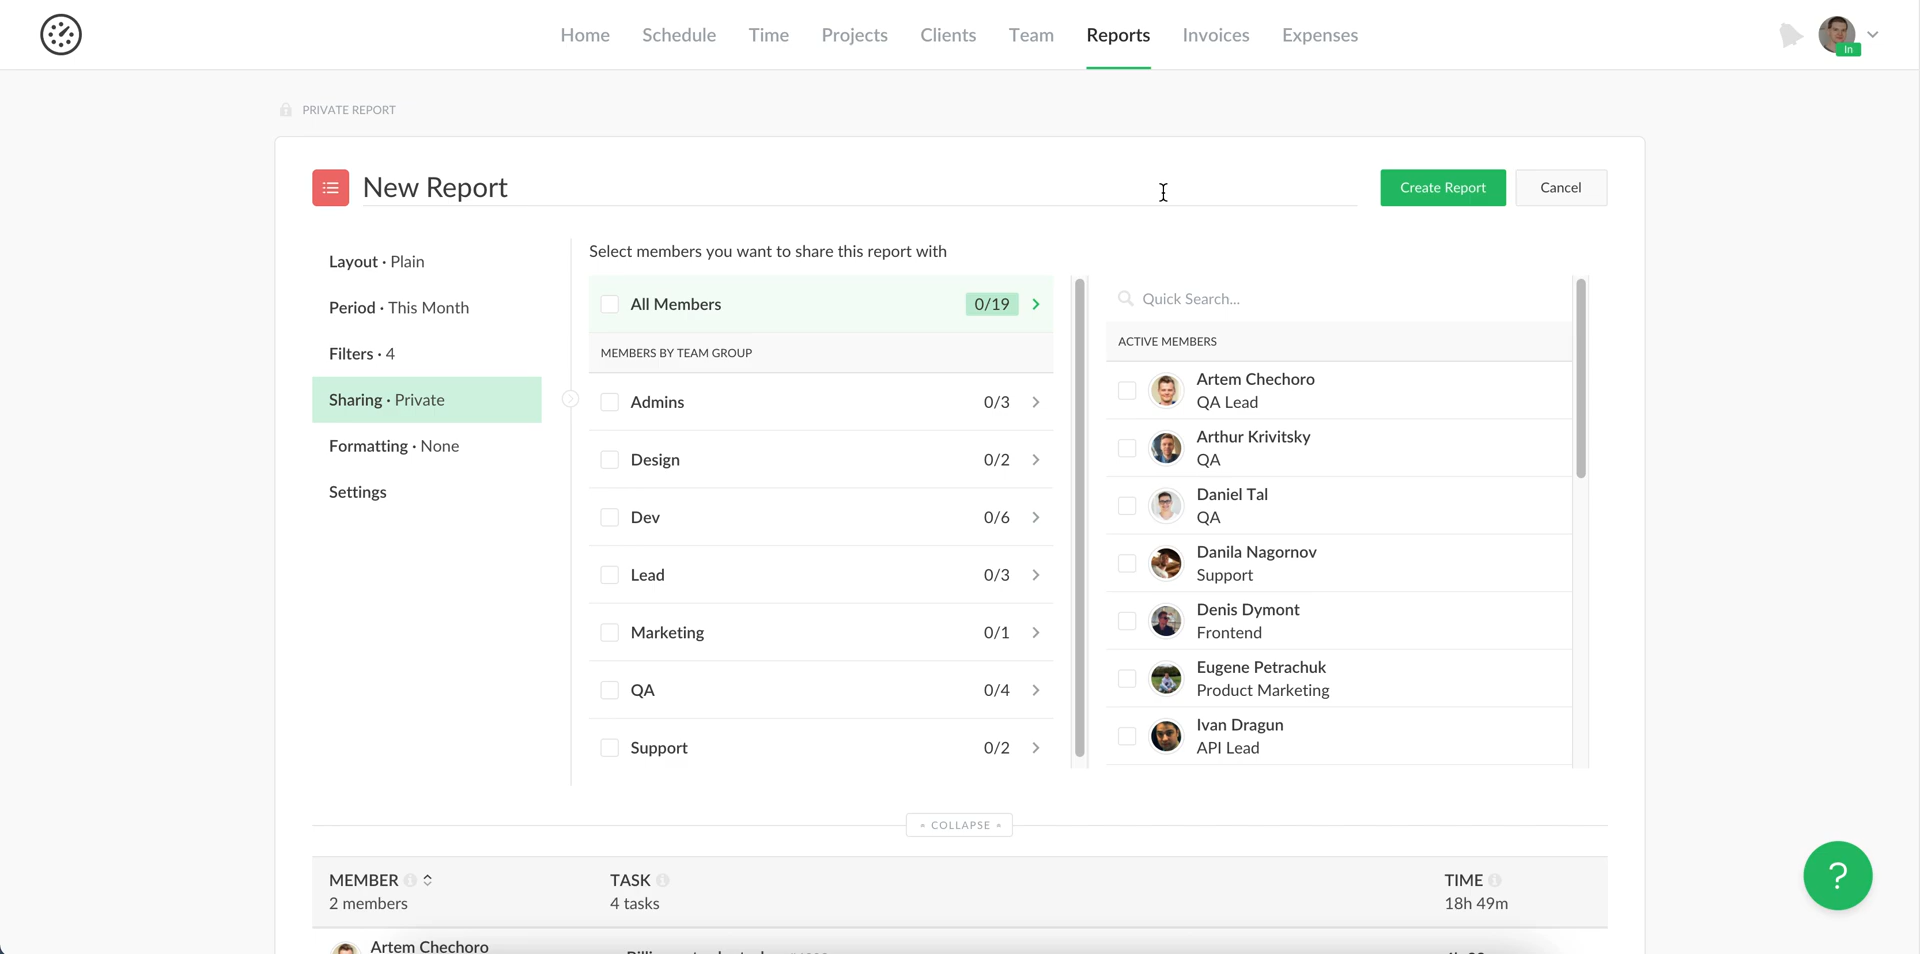 Home Schedule Time Projects Clients Team Reports Invoices Expenses
In
PRIVATE REPORT
New Report
Create Report
Cancel
Layout • Plain
Period • This Month
Filters • 4
Sharing • Private
Formatting • None
Settings
Select members you want to share this report with
All Members 0/19
MEMBERS BY TEAM GROUP
Admins 0/3
Design 0/2
Dev 0/6
Lead 0/3
Marketing 0/1
QA 0/4
Support 0/2
Quick Search...
ACTIVE MEMBERS
Artem Chechoro
QA Lead
Arthur Krivitsky
QA
Daniel Tal
QA
Danila Nagornov
Support
Denis Dymont
Frontend
Eugene Petrachuk
Product Marketing
Ivan Dragun
API Lead
COLLAPSE
MEMBER TASK TIME
2 members 4 tasks 18h 49m
?
Artem Chechoro